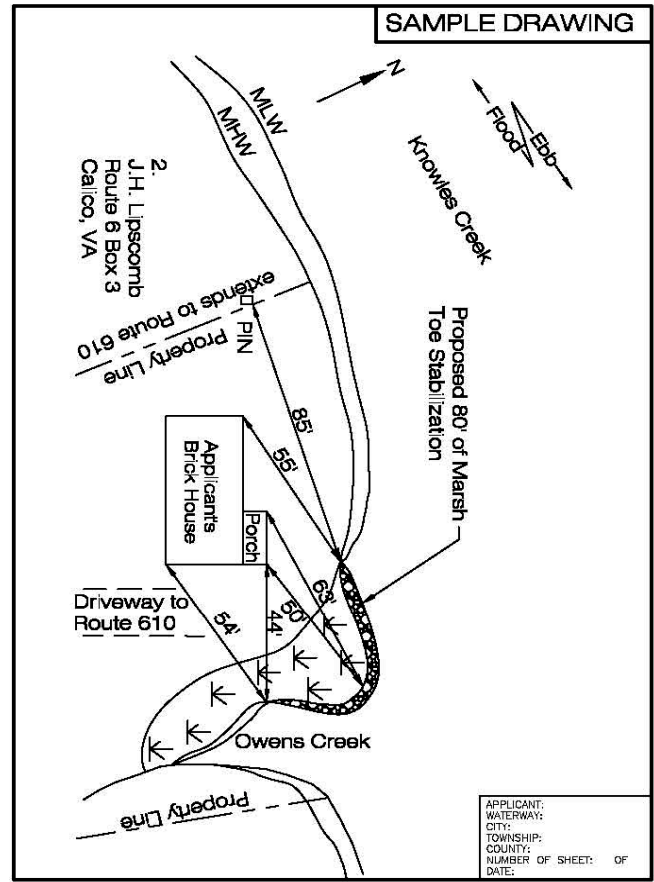 SAMPLE DRAWING
N
Flood
Ebb
MLW
MHW
Knowles Creek
2.
J.H. Lipscomb
Route 6 Box 3
Calico, VA
extends to Route 610
Property Line
PIN
Proposed 80' of Marsh
Toe Stabilization
85'
55'
Applicant's
Brick House
Porch
63'
50'
44'
54'
Driveway to
Route 610
Owens Creek
Property Line
APPLICANT:
WATERWAY:
CITY:
TOWNSHIP:
COUNTY:
NUMBER OF SHEET: OF
DATE: